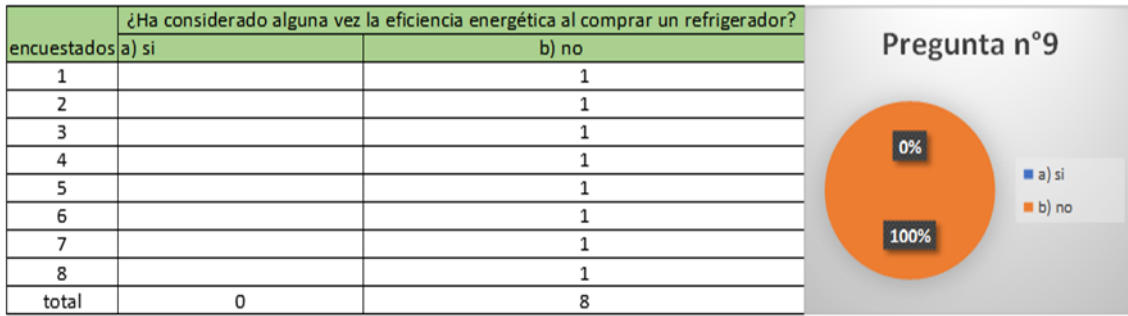 ¿Ha considerado alguna vez la eficiencia energética al comprar un refrigerador?
encuestados a) si b) no
1 1
2 1
3 1
4 1
5 1
6 1
7 1
8 1
total 0 8
Pregunta n°9
0%
100%
a) si
b) no